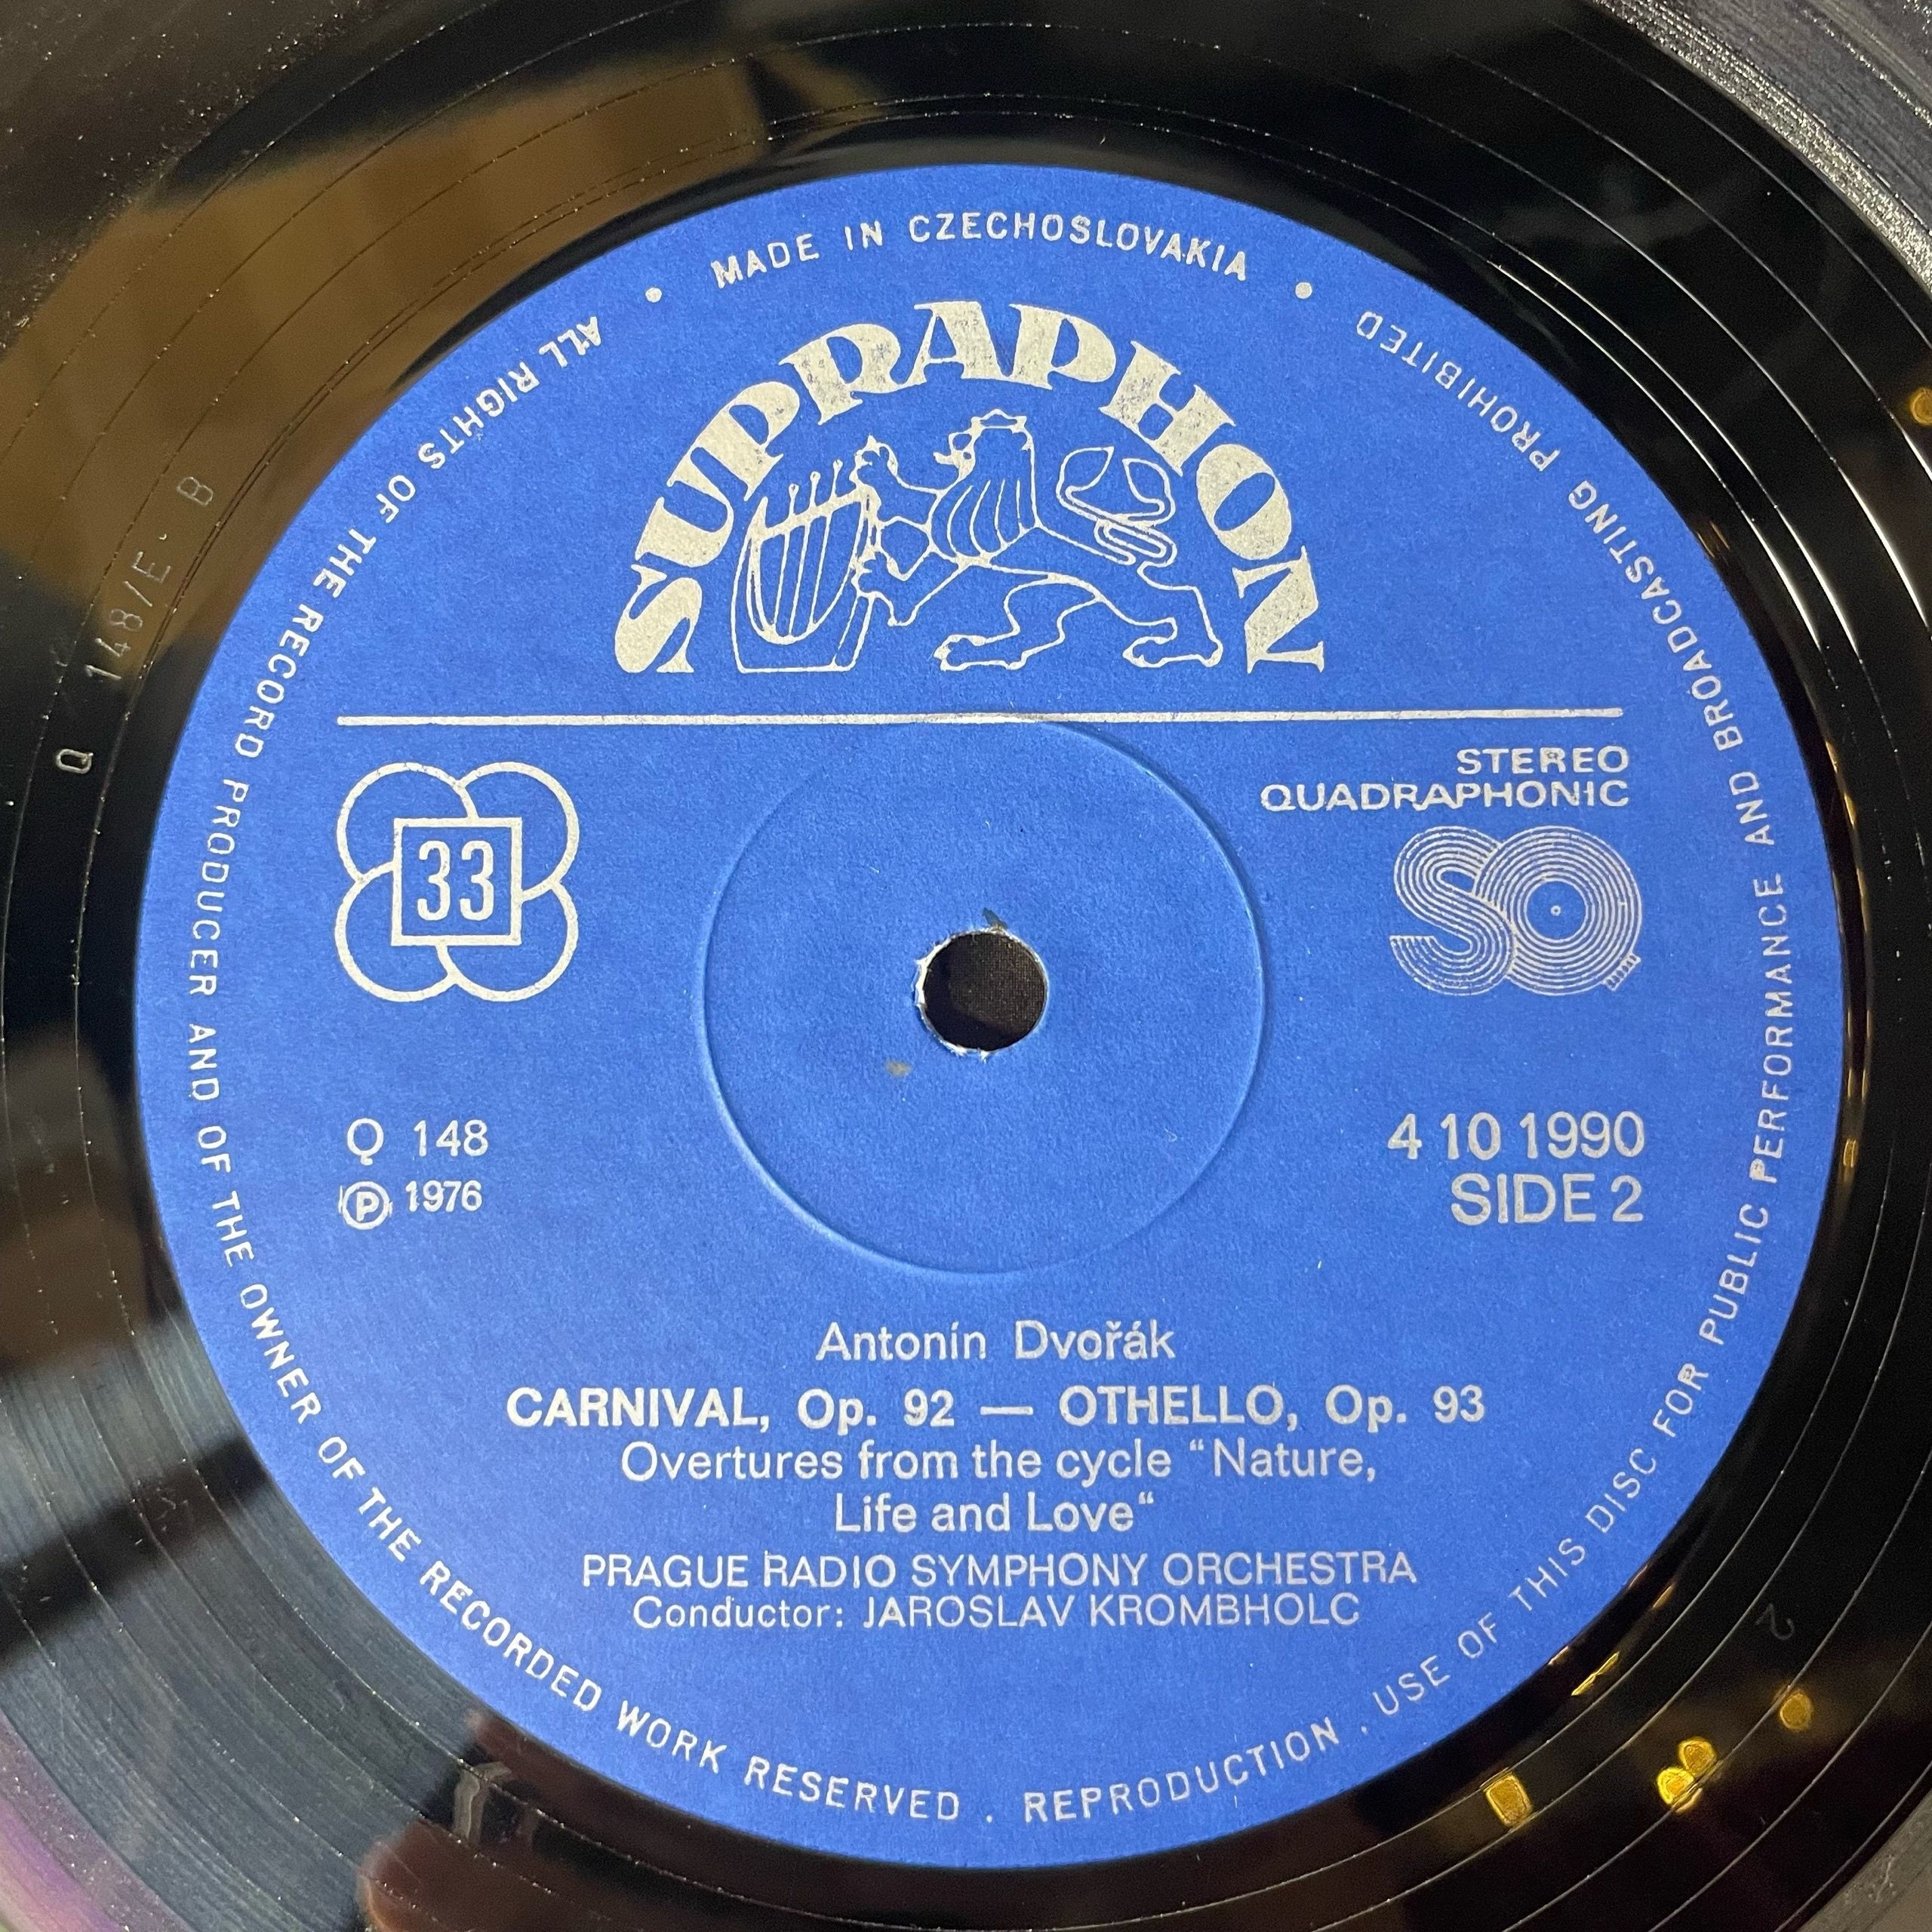 MADE IN CZECHOSLOVAKIA
ALL RIGHTS OF THE RECORD PRODUCER AND OF THE OWNER OF THE RECORDED WORK RESERVED . REPRODUCTION . USE OF THIS DISC FOR PUBLIC PERFORMANCE AND BROADCASTING PROHIBITED
SUPRAPHON
33
STEREO
QUADRAPHONIC
SQ
Q 148
Ⓟ 1976
4 10 1990
SIDE 2
Antonín Dvořák
CARNIVAL, Op. 92 — OTHELLO, Op. 93
Overtures from the cycle “Nature,
Life and Love“
PRAGUE RADIO SYMPHONY ORCHESTRA
Conductor: JAROSLAV KROMBHOLC
Q 148/E. B
2